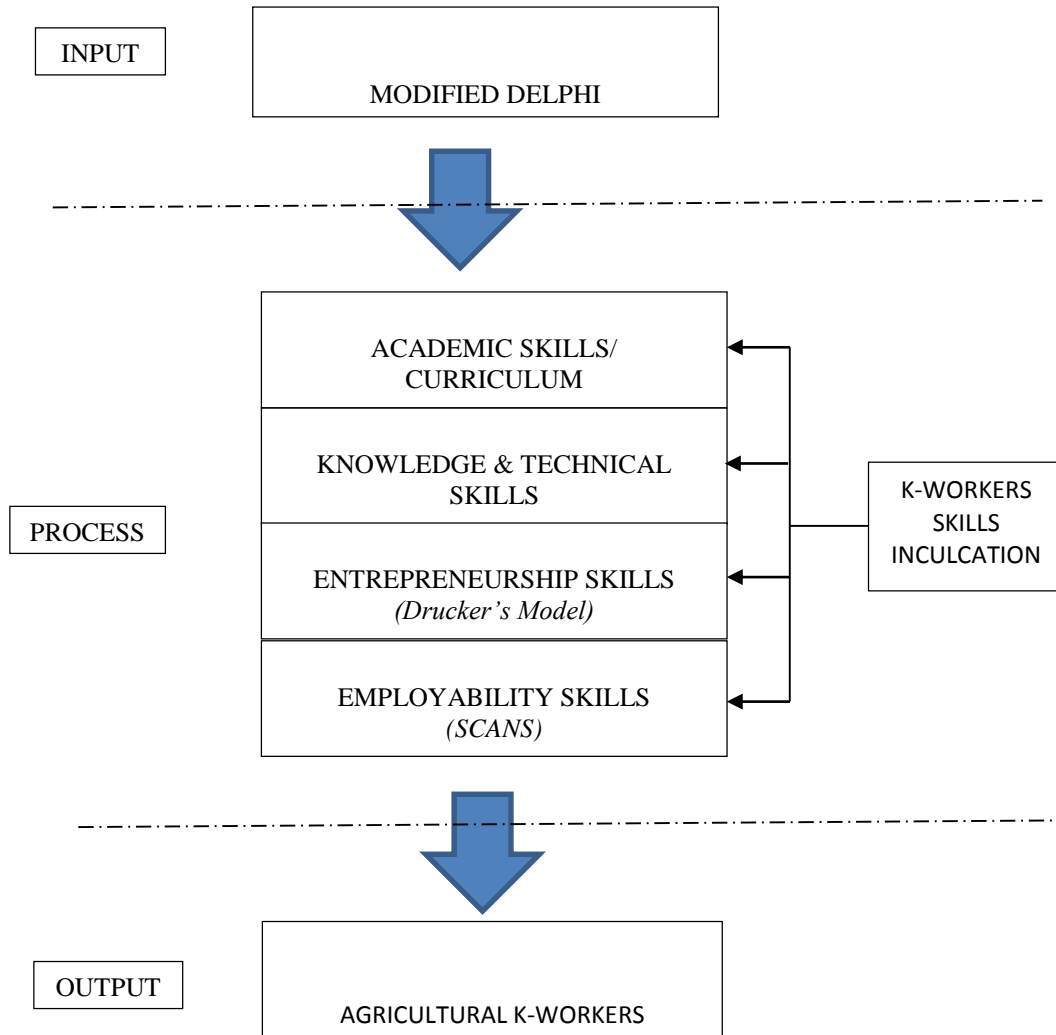 INPUT
MODIFIED DELPHI
ACADEMIC SKILLS/
CURRICULUM
KNOWLEDGE & TECHNICAL
SKILLS
K-WORKERS
SKILLS
INCULCATION
PROCESS
ENTREPRENEURSHIP SKILLS
(Drucker’s Model)
EMPLOYABILITY SKILLS
(SCANS)
OUTPUT
AGRICULTURAL K-WORKERS